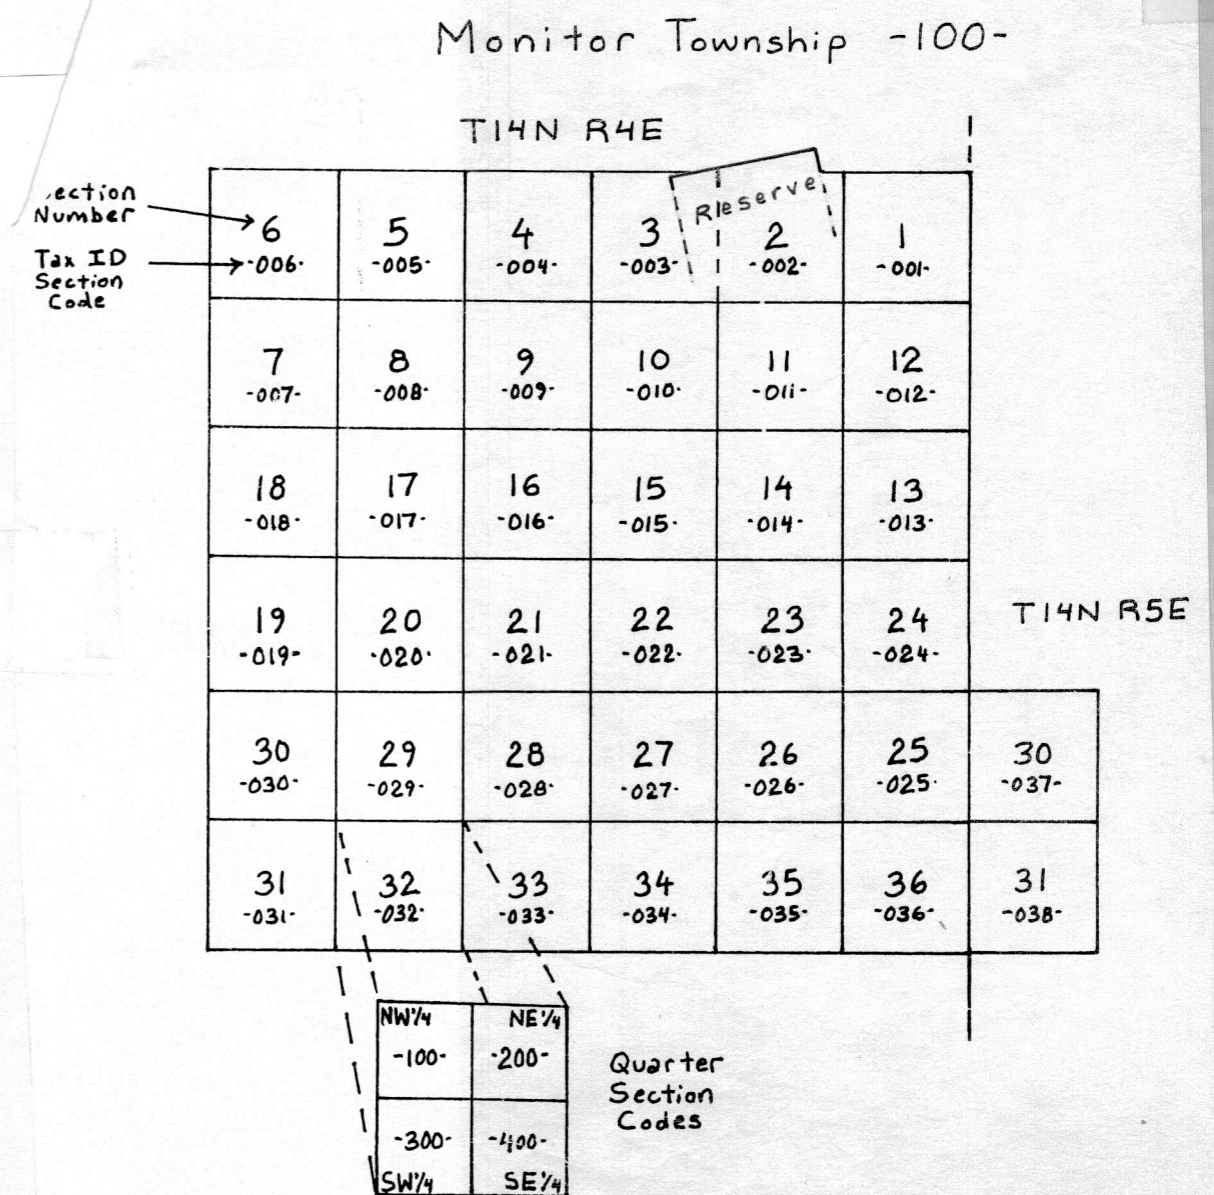 Monitor Township -100-
T14N R4E
Reserve
ection
Number
Tax ID
Section
Code
6 5 4 3 2 1
-006- -005- -004- -003- -002- -001-
7 8 9 10 11 12
-007- -008- -009- -010- -011- -012-
18 17 16 15 14 13
-018- -017- -016- -015- -014- -013-
19 20 21 22 23 24
-019- -020- -021- -022- -023- -024-
T14N R5E
30 29 28 27 26 25 30
-030- -029- -028- -027- -026- -025- -037-
31 32 33 34 35 36 31
-031- -032- -033- -034- -035- -036- -038-
NW¼ NE¼
-100- -200-
-300- -400-
SW¼ SE¼
Quarter
Section
Codes